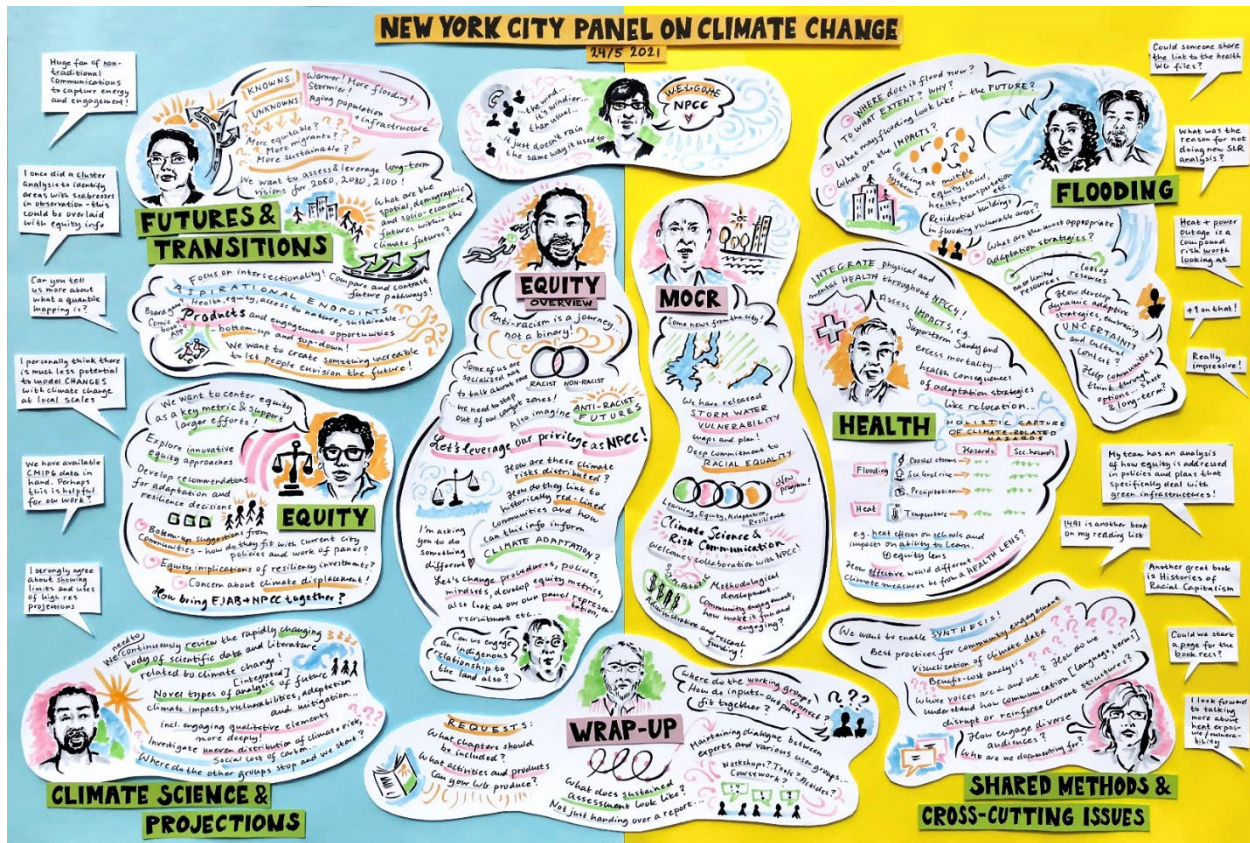 NEW YORK CITY PANEL ON CLIMATE CHANGE
24/5 2021
Huge fan of non-
traditional
communications
to capture energy
and engagement!
I once did a cluster
analysis to identify
areas with seabreezes
in observation - this
could be overlaid
with equity info
Can you tell
us more about
what a quantile
mapping is?
I personally think there
is much less potential
to model CHANGES
with climate change
at local scales
We have available
CMIP6 data in
hand. Perhaps
this is helpful
for our work?
I strongly agree
about showing
limits and uses
of high res
projections
KNOWNS
Warmer! More flooding!
Stormier!
Aging population
+ infrastructure
UNKNOWNS
More equitable?
More migrants?
More sustainable?
We want to assess & leverage long-term
visions for 2050, 2080, 2100!
What are the
spatial, demographic
and socio-economic
futures within the
climate future?
FUTURES &
TRANSITIONS
Focus on intersectionality! Compare and contrast
future pathways!
ASPIRATIONAL ENDPOINTS
Health, equity, access to nature, sustainable...
Board game?
Comic book?
App?
Products and engagement opportunities
- bottom-up and
top-down!
We want to create something incredible
to let people envision the future!
We want to center equity
as a key metric & support
larger efforts!
Explore innovative
equity approaches
Develop recommendations
for adaptation and
resilience decisions
EQUITY
Bottom-up suggestions from
communities - how do they fit with current City
policies and work of panel?
Equity implications of resiliency investments?
Concern about climate displacement!
How bring EJAB + NPCC together?
need to
We continuously review the rapidly changing
body of scientific data and literature
related by climate change!
[integrated]
Novel types of analysis of future
climate impacts, vulnerabilities, adaptation
and mitigation...
incl. engaging qualitative elements
more deeply!
Investigate uneven distribution of climate risks,
Social cost of carbon...
Where do the other groups stop and we start?
CLIMATE SCIENCE &
PROJECTIONS
...the wind...
it's windier
than usual...
It just doesn't rain
the same way it used to
WELCOME
NPCC
EQUITY
OVERVIEW
Anti-racism is a journey...
not a binary!
Some of us are
socialized not
to talk about race
we need to step
out of our comfort zones!
RACIST NON-RACIST
ANTI-RACIST
FUTURES
Also imagine
Let's leverage our privilege as NPCC!
How are these climate
risks distributed?
How do they link to
historically red-lined
communities and how
can this info inform
CLIMATE ADAPTATION?
I'm asking
you to do
something
different
Let's change procedures, policies,
mindsets, develop equity metrics,
also look at our our panel representation,
recruitment etc...
Can we engage
an indigenous
relationship to
the land also?
MOCR
Some news from the city!
We have released
STORM WATER
VULNERABILITY
maps and plan!
Deep Commitment to
RACIAL EQUALITY
New
program!
Learning, Equity, Adaptation,
Resilience
Climate Science &
Risk Communication
welcomes collaboration with NPCC!
Methodological
development...
Community engagement,
how make it fun and
engaging?
Administrative and research
funding!
WRAP-UP
REQUESTS:
What chapters should
be included?
What activities and products
can your WG produce?
What does sustained
assessment look like?
Not just handing over a report...
Where do the working groups connect?
How do inputs-outputs
fit together?
Maintaining dialogue between
experts and various user groups...
Workshops? Tools?
Coursework?
WHERE does is flood now?
To what EXTENT? WHY?
What may flooding look like in the FUTURE?
What are the IMPACTS?
Looking at multiple
systems
equity, social,
health, transportation
etc.
Residential buildings
in flooding vulnerable areas?
What are the most appropriate
adaptation strategies?
FLOODING
lots of
resources
or limited
resources
How develop
dynamic adaptive
strategies, embracing
UNCERTAINTY
and cultural
context?
Help communities
think through
options - short
& long-term?
INTEGRATE physical and
mental HEALTH throughout NPCC4!
Assess IMPACTS, e.g.
Superstorm Sandy and
excess mortality...
health consequences
of adaptation strategies
like relocation...
HEALTH
HOLISTIC CAPTURE
OF CLIMATE-RELATED
HAZARDS
Hazards Sec. hazards
Flooding
Coastal storms
Sea level rise
Precipitation
Heat
Temperature
e.g. heat effects on schools and
impacts on ability to learn.
equity lens
How effective would different
climate measures be from a HEALTH LENS?
We want to enable SYNTHESIS!
Best practices for community engagement
Visualization of climate data
Benefit-cost analysis
Whose voices are in and out? How do we
understand how communication [language, term]
disrupt or reinforce current structures?
How engage diverse
audiences?
Who are we documenting for?
SHARED METHODS &
CROSS-CUTTING ISSUES
Could someone share
the link to the health
WG files?
What was the
reason for not
doing new SLR
analysis?
Heat + power
outage is a
compound
risk worth
looking at
+1 on that!
Really
impressive!
My team has an analysis
of how equity is addressed
in policies and plans that
specifically deal with
green infrastructures!
1491 is another book
on my reading list
Another great
book is Histories of
Racial Capitalism
Could we start
a page for the
book recs?
I look forward
to talking
more about
heat exposi-
ve/vulnera-
bility